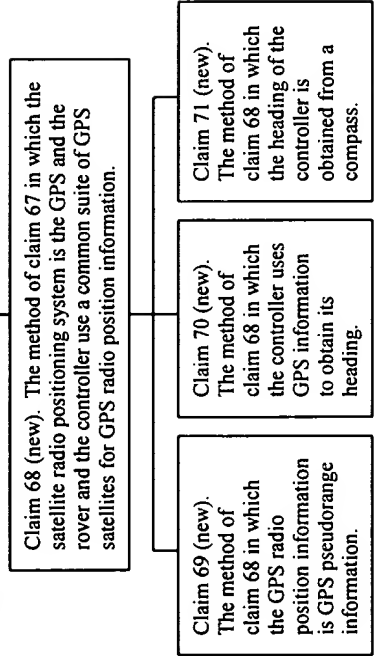 Claim 68 (new). The method of claim 67 in which the
satellite radio positioning system is the GPS and the
rover and the controller use a common suite of GPS
satellites for GPS radio position information.
Claim 69 (new).
The method of
claim 68 in which
the GPS radio
position information
is GPS pseudorange
information.
Claim 70 (new).
The method of
claim 68 in which
the controller uses
GPS information
to obtain its
heading.
Claim 71 (new).
The method of
claim 68 in which
the heading of the
controller is
obtained from a
compass.